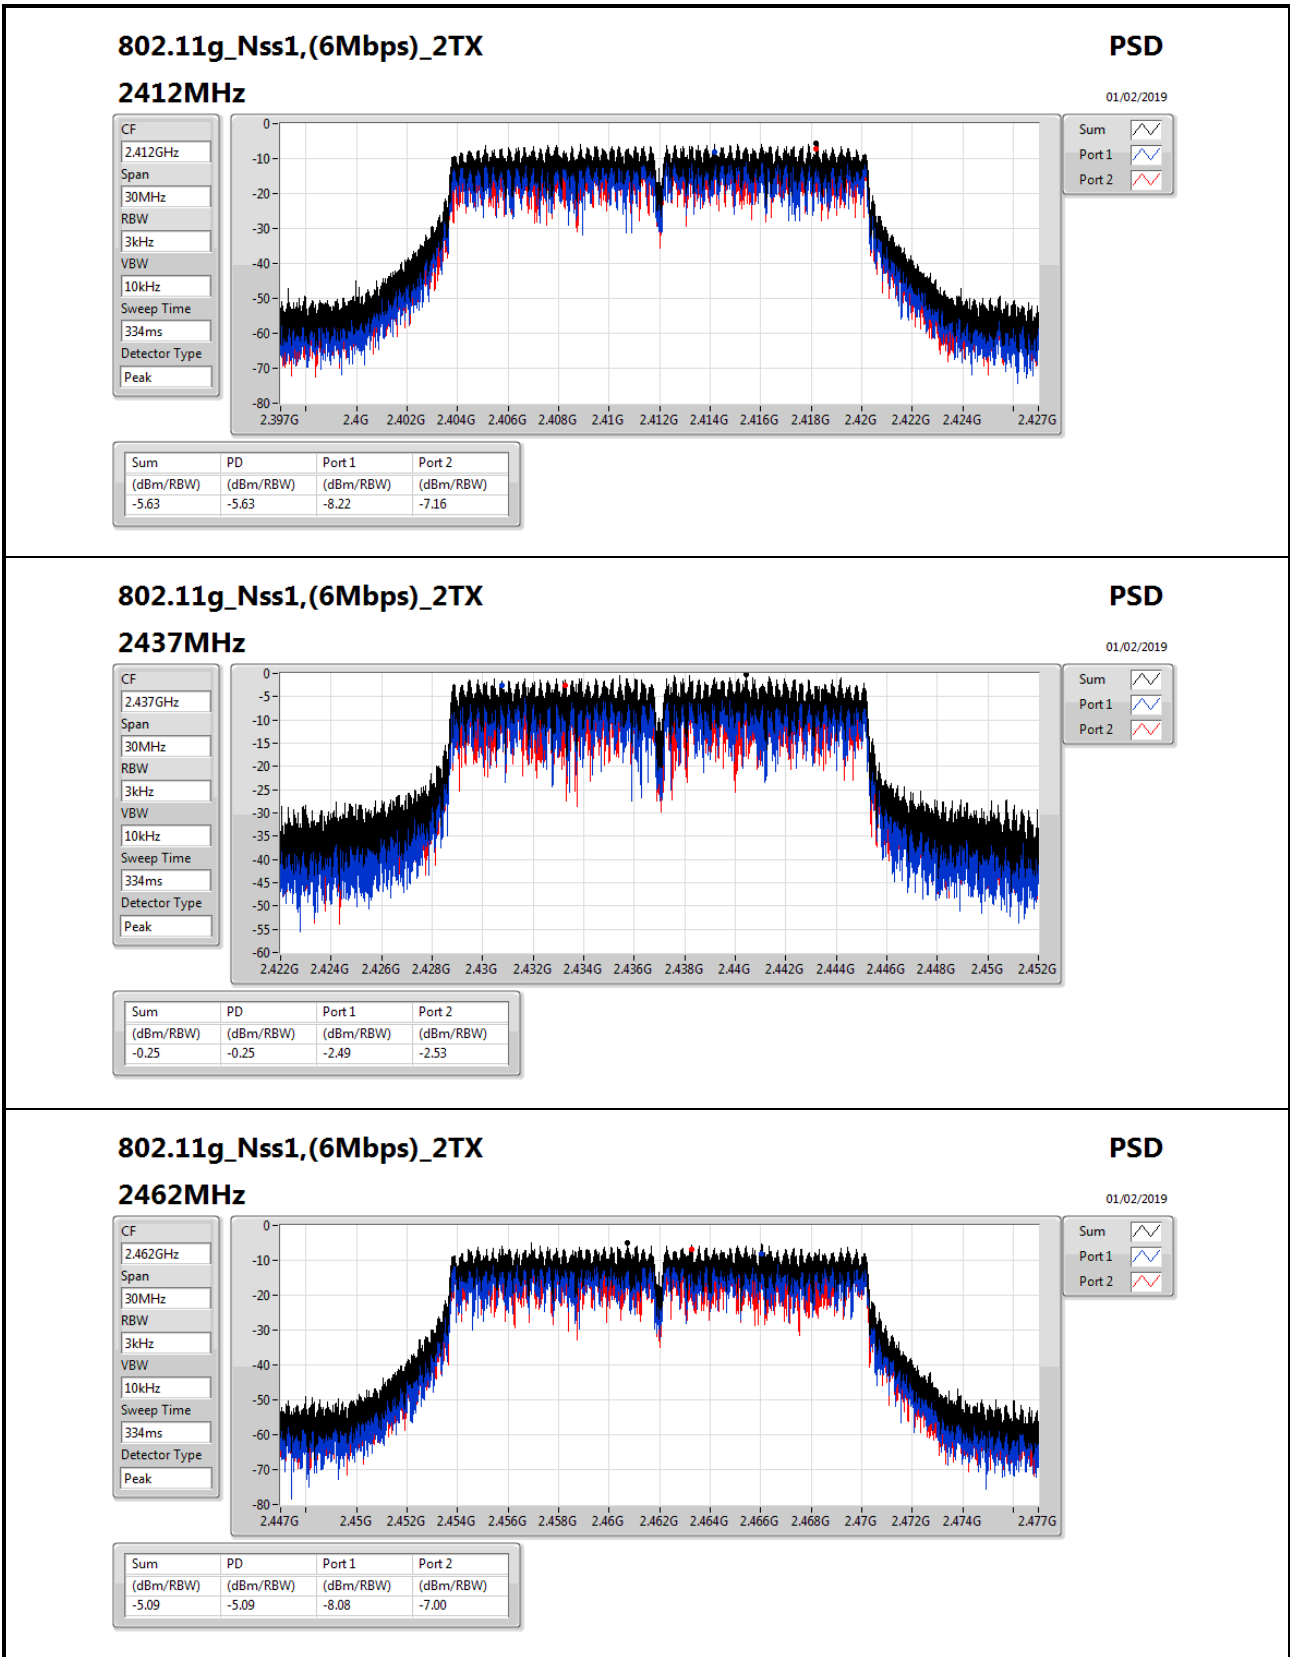 802.11g_Nss1,(6Mbps)_2TX PSD
2412MHz 01/02/2019
CF
2.412GHz
Span
30MHz
RBW
3kHz
VBW
10kHz
Sweep Time
334ms
Detector Type
Peak
0
-10
-20
-30
-40
-50
-60
-70
-80
2.397G 2.4G 2.402G 2.404G 2.406G 2.408G 2.41G 2.412G 2.414G 2.416G 2.418G 2.42G 2.422G 2.424G 2.427G
Sum
Port 1
Port 2
Sum PD Port 1 Port 2
(dBm/RBW) (dBm/RBW) (dBm/RBW) (dBm/RBW)
-5.63 -5.63 -8.22 -7.16
802.11g_Nss1,(6Mbps)_2TX PSD
2437MHz 01/02/2019
CF
2.437GHz
Span
30MHz
RBW
3kHz
VBW
10kHz
Sweep Time
334ms
Detector Type
Peak
0
-5
-10
-15
-20
-25
-30
-35
-40
-45
-50
-55
-60
2.422G 2.424G 2.426G 2.428G 2.43G 2.432G 2.434G 2.436G 2.438G 2.44G 2.442G 2.444G 2.446G 2.448G 2.45G 2.452G
Sum
Port 1
Port 2
Sum PD Port 1 Port 2
(dBm/RBW) (dBm/RBW) (dBm/RBW) (dBm/RBW)
-0.25 -0.25 -2.49 -2.53
802.11g_Nss1,(6Mbps)_2TX PSD
2462MHz 01/02/2019
CF
2.462GHz
Span
30MHz
RBW
3kHz
VBW
10kHz
Sweep Time
334ms
Detector Type
Peak
0
-10
-20
-30
-40
-50
-60
-70
-80
2.447G 2.45G 2.452G 2.454G 2.456G 2.458G 2.46G 2.462G 2.464G 2.466G 2.468G 2.47G 2.472G 2.474G 2.477G
Sum
Port 1
Port 2
Sum PD Port 1 Port 2
(dBm/RBW) (dBm/RBW) (dBm/RBW) (dBm/RBW)
-5.09 -5.09 -8.08 -7.00